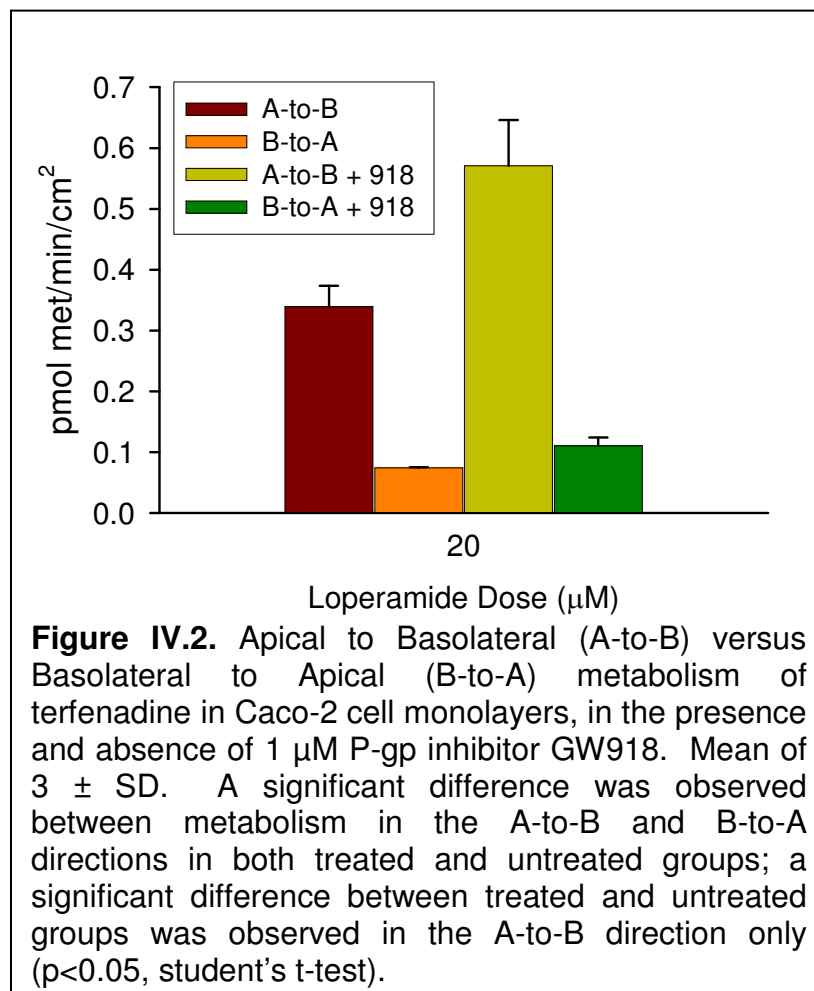 0.7
0.6
0.5
0.4
0.3
0.2
0.1
0.0
pmol met/min/cm²
A-to-B
B-to-A
A-to-B + 918
B-to-A + 918
20
Loperamide Dose (μM)
Figure IV.2. Apical to Basolateral (A-to-B) versus
Basolateral to Apical (B-to-A) metabolism of
terfenadine in Caco-2 cell monolayers, in the presence
and absence of 1 μM P-gp inhibitor GW918. Mean of
3 ± SD. A significant difference was observed
between metabolism in the A-to-B and B-to-A
directions in both treated and untreated groups; a
significant difference between treated and untreated
groups was observed in the A-to-B direction only
(p<0.05, student's t-test).